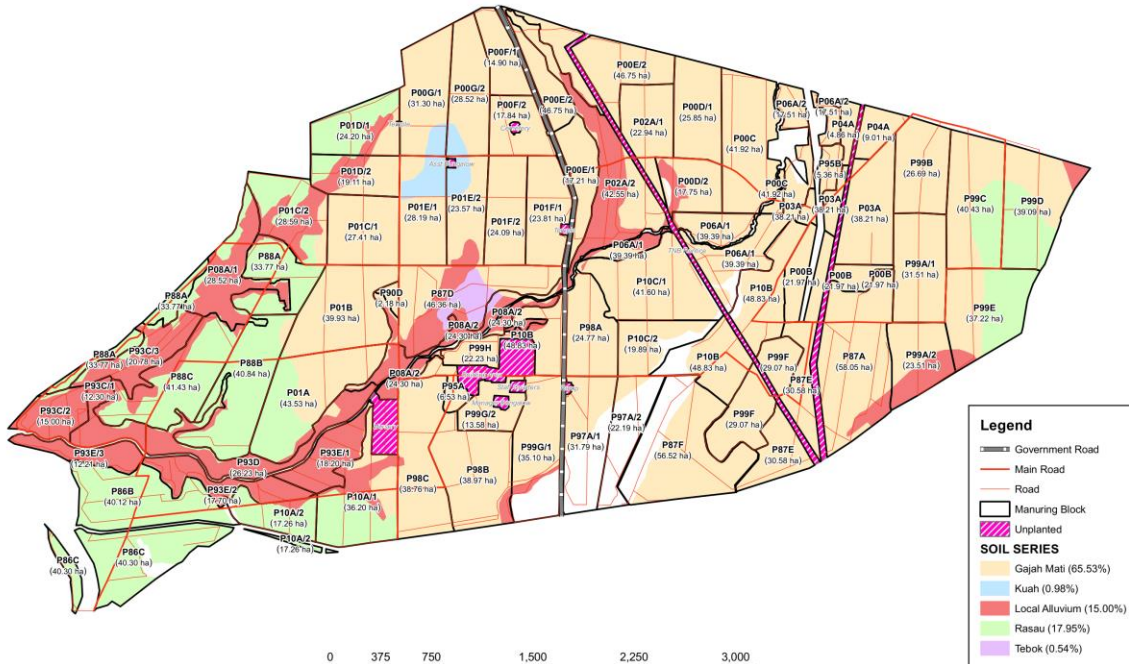 P00F/1
(14.90 ha)
P00E/2
(46.75 ha)
P00G/1
(31.30 ha)
P00G/2
(28.52 ha)
P00F/2
(17.84 ha)
P00E/2
(46.75 ha)
P02A/1
(22.94 ha)
P00D/1
(25.85 ha)
P00C
(41.92 ha)
P06A/2
(17.51 ha)
P06A/2
(17.51 ha)
P04A
(4.86 ha)
P04A
(9.01 ha)
P01D/1
(24.20 ha)
P01D/2
(19.11 ha)
P00E/1
(17.21 ha)
P02A/2
(42.55 ha)
P00D/2
(17.75 ha)
P00C
(41.92 ha)
P95B
(5.36 ha)
P99B
(26.69 ha)
P99C
(40.43 ha)
P99D
(39.09 ha)
P01C/2
(28.59 ha)
P01E/1
(28.19 ha)
P01E/2
(23.57 ha)
P01F/2
(24.09 ha)
P01F/1
(23.81 ha)
P03A
(38.21 ha)
P03A
(38.21 ha)
P03A
(38.21 ha)
P01C/1
(27.41 ha)
P06A/1
(39.39 ha)
P06A/1
(39.39 ha)
P06A/1
(39.39 ha)
P88A
(33.77 ha)
P08A/1
(28.52 ha)
P88A
(33.77 ha)
P01B
(39.93 ha)
P90D
(2.18 ha)
P87D
(46.36 ha)
P10C/1
(41.60 ha)
P10B
(48.83 ha)
P00B
(21.97 ha)
P00B
(21.97 ha)
P00B
(21.97 ha)
P99A/1
(31.51 ha)
P99E
(37.22 ha)
P08A/2
(24.30 ha)
P08A/2
(24.30 ha)
P10B
(48.83 ha)
P98A
(24.77 ha)
P10C/2
(19.89 ha)
P88A
(33.77 ha)
P93C/3
(20.78 ha)
P88B
(40.84 ha)
P88C
(41.43 ha)
P99H
(22.23 ha)
P10B
(48.83 ha)
P99F
(29.07 ha)
P87E
(30.58 ha)
P87A
(58.05 ha)
P99A/2
(23.51 ha)
P93C/1
(12.30 ha)
P01A
(43.53 ha)
P08A/2
(24.30 ha)
P95A
(6.53 ha)
P99G/2
(13.58 ha)
P93C/2
(15.00 ha)
P97A/2
(22.19 ha)
P99F
(29.07 ha)
P97A/1
(31.79 ha)
P87F
(56.52 ha)
P87E
(30.58 ha)
P93E/3
(12.21 ha)
P93D
(26.23 ha)
P93E/1
(18.20 ha)
P99G/1
(35.10 ha)
P98C
(38.76 ha)
P98B
(38.97 ha)
P86B
(40.12 ha)
P93E/2
(17.70 ha)
P10A/1
(36.20 ha)
P10A/2
(17.26 ha)
P10A/2
(17.26 ha)
P86C
(40.30 ha)
P86C
(40.30 ha)
0 375 750 1,500 2,250 3,000
Legend
Government Road
Main Road
Road
Manuring Block
Unplanted
SOIL SERIES
Gajah Mati (65.53%)
Kuah (0.98%)
Local Alluvium (15.00%)
Rasau (17.95%)
Tebok (0.54%)